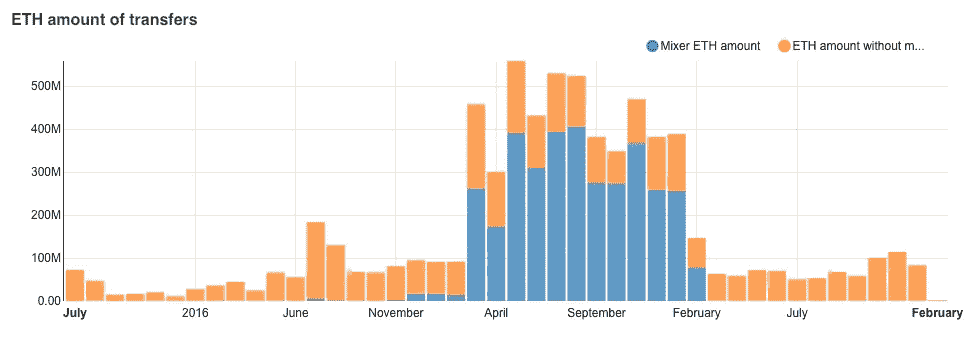 ETH amount of transfers
Mixer ETH amount
ETH amount without m...
500M
400M
300M
200M
100M
0.00
July 2016 June November April September February July February